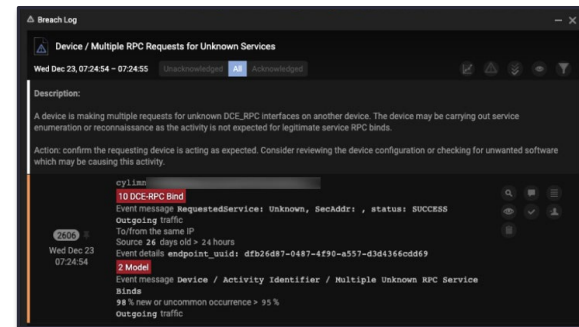 Breach Log
Device / Multiple RPC Requests for Unknown Services
Wed Dec 23, 07:24:54 – 07:24:55 Unacknowledged All Acknowledged
Description:
A device is making multiple requests for unknown DCE_RPC interfaces on another device. The device may be carrying out service
enumeration or reconnaissance as the activity is not expected for legitimate service RPC binds.
Action: confirm the requesting device is acting as expected. Consider reviewing the device configuration or checking for unwanted software
which may be causing this activity.
cylimn
10 DCE-RPC Bind
Event message RequestedService: Unknown, SecAddr: , status: SUCCESS
Outgoing traffic
To/from the same IP
2606
Source 26 days old > 24 hours
Wed Dec 23
07:24:54
Event details endpoint_uuid: dfb26d87-0487-4f90-a557-d3d4366cdd69
2 Model
Event message Device / Activity Identifier / Multiple Unknown RPC Service
Binds
98 % new or uncommon occurrence > 95 %
Outgoing traffic